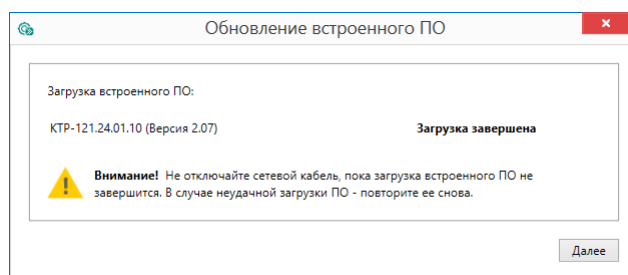 Обновление встроенного ПО
Загрузка встроенного ПО:
КТР-121.24.01.10 (Версия 2.07) Загрузка завершена
Внимание! Не отключайте сетевой кабель, пока загрузка встроенного ПО не
завершится. В случае неудачной загрузки ПО - повторите ее снова.
Далее